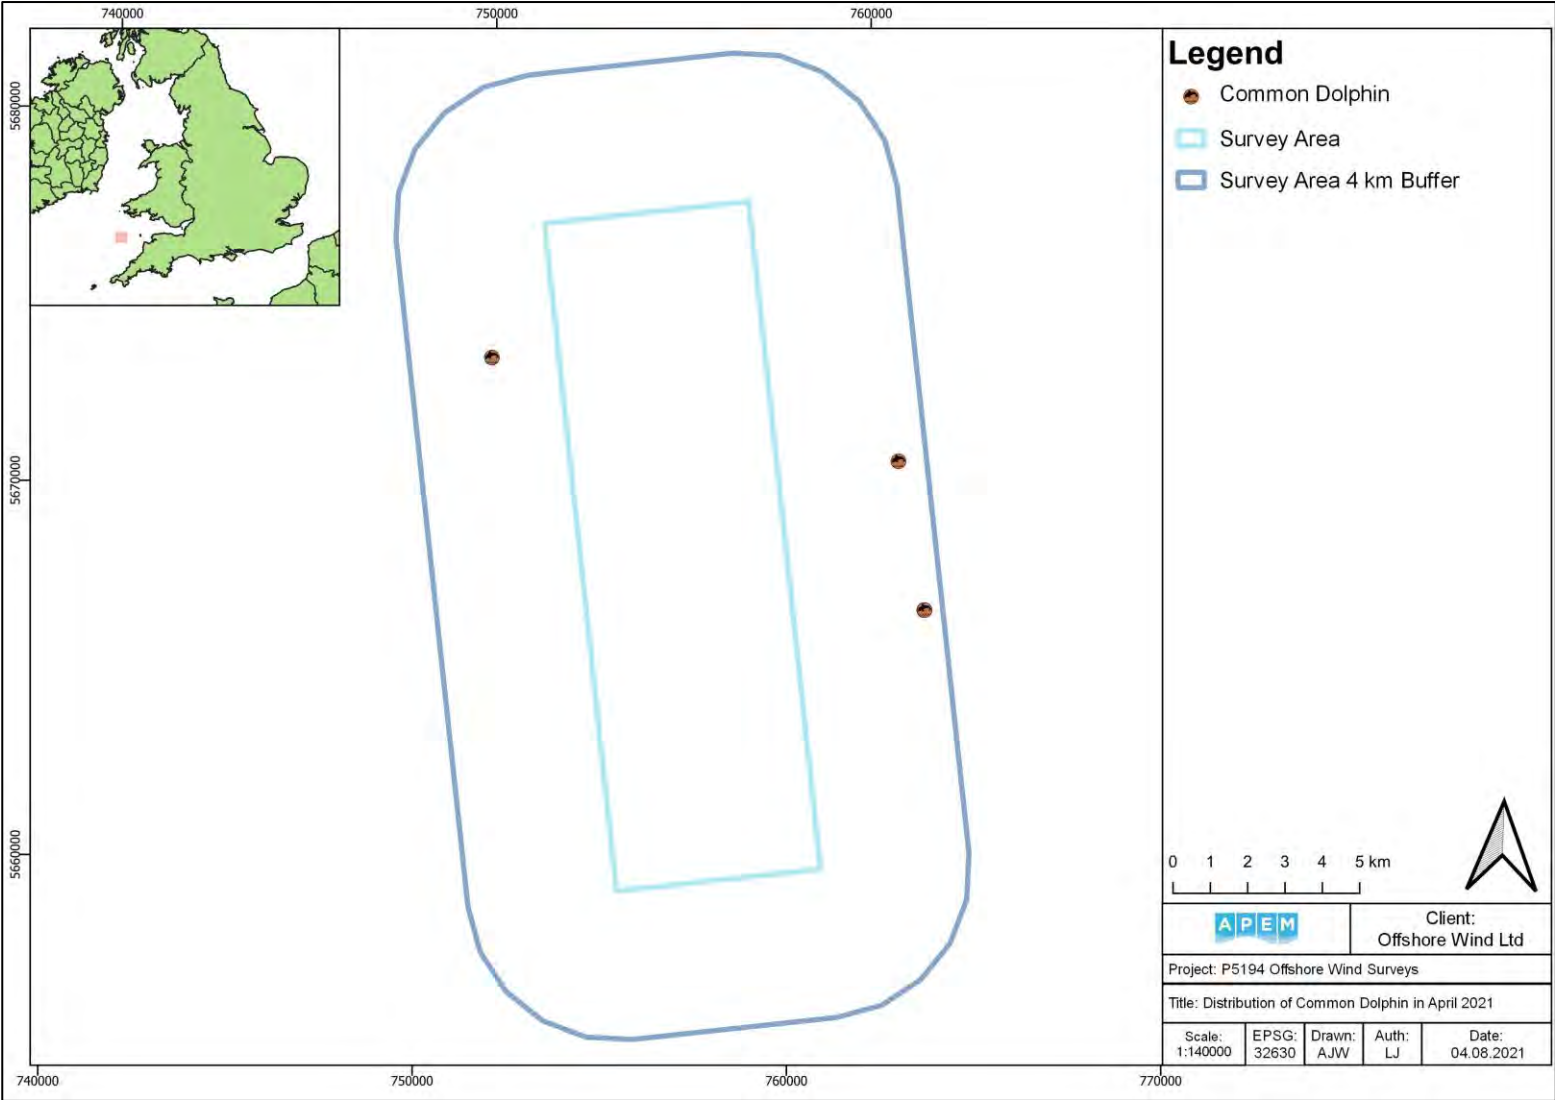 740000
750000
760000
5680000
5670000
5660000
740000
750000
760000
770000
Legend
Common Dolphin
Survey Area
Survey Area 4 km Buffer
0 1 2 3 4 5 km
APEM
Client:
Offshore Wind Ltd
Project: P5194 Offshore Wind Surveys
Title: Distribution of Common Dolphin in April 2021
Scale:
1:140000
EPSG:
32630
Drawn:
AJW
Auth:
LJ
Date:
04.08.2021